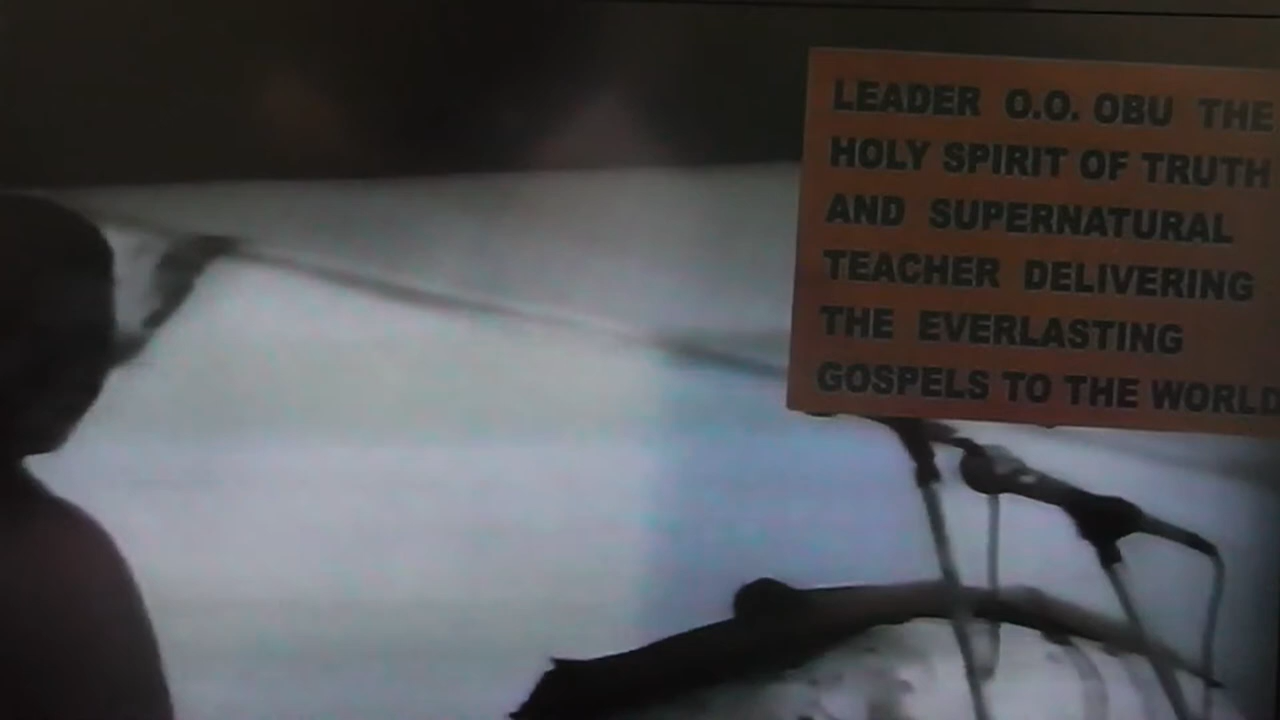 LEADER O.O. OBU THE
HOLY SPIRIT OF TRUTH
AND SUPERNATURAL
TEACHER DELIVERING
THE EVERLASTING
GOSPELS TO THE WORLD